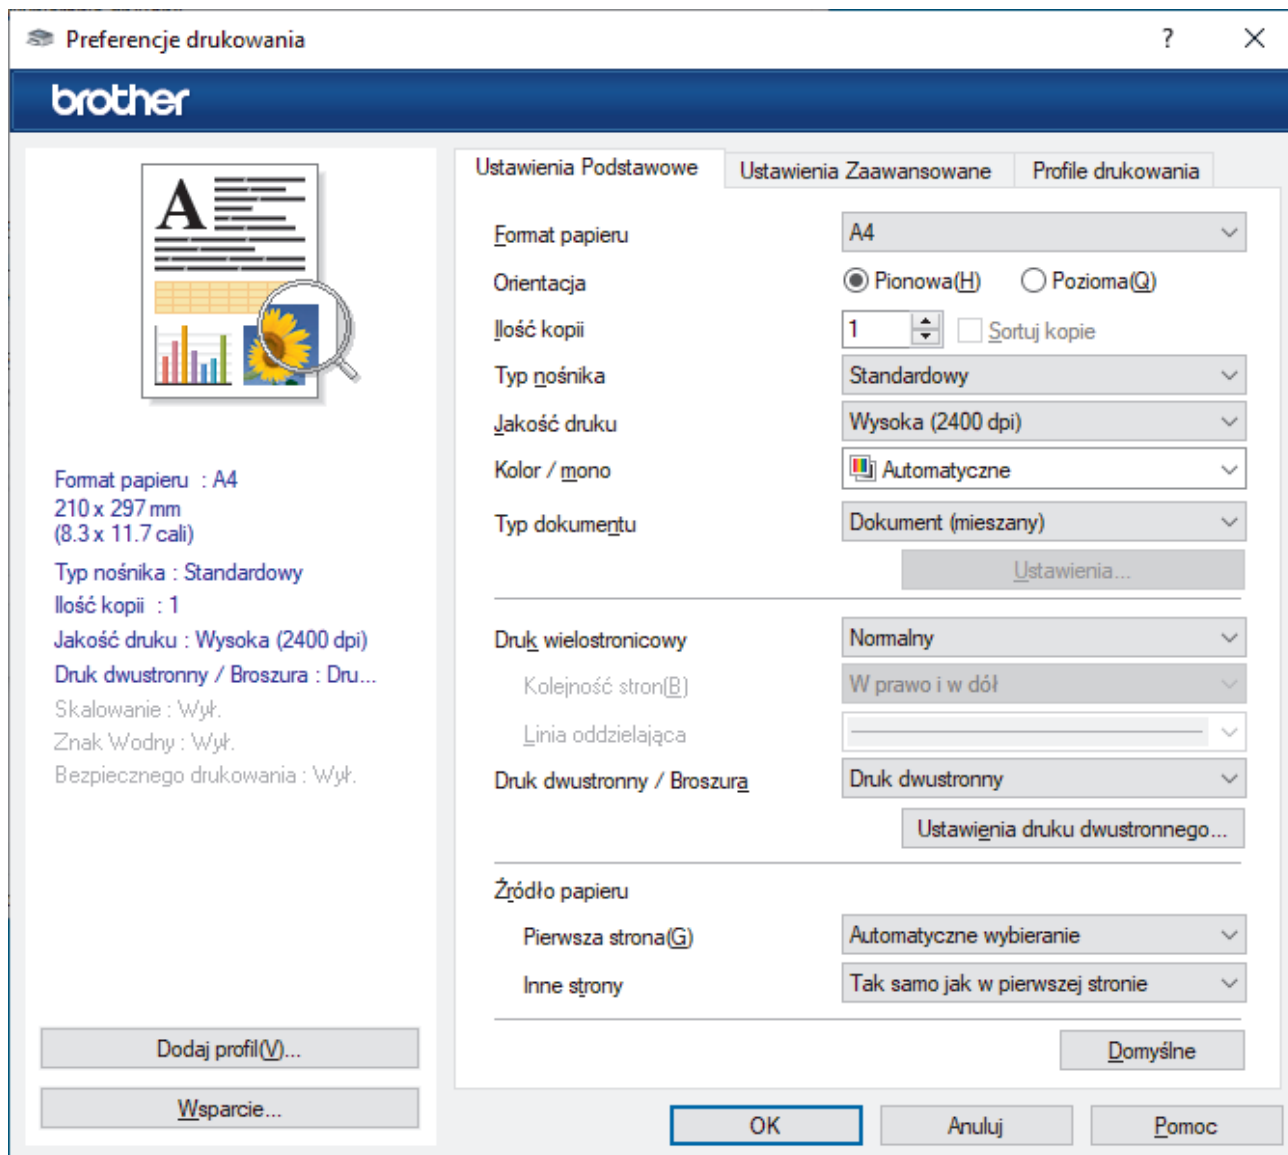 Preferencje drukowania
?
brother
A
Format papieru : A4
210 x 297 mm
(8.3 x 11.7 cali)
Typ nośnika : Standardowy
Ilość kopii : 1
Jakość druku : Wysoka (2400 dpi)
Druk dwustronny / Broszura : Dru...
Skalowanie : Wył.
Znak Wodny : Wył.
Bezpiecznego drukowania : Wył.
Dodaj profil(V)...
Wsparcie...
Ustawienia Podstawowe
Ustawienia Zaawansowane
Profile drukowania
Format papieru
A4
Orientacja
Pionowa(H)
Pozioma(Q)
Ilość kopii
1
Sortuj kopie
Typ nośnika
Standardowy
Jakość druku
Wysoka (2400 dpi)
Kolor / mono
Automatyczne
Typ dokumentu
Dokument (mieszany)
Ustawienia...
Druk wielostronicowy
Normalny
Kolejność stron(B)
W prawo i w dół
Linia oddzielająca
Druk dwustronny / Broszura
Druk dwustronny
Ustawienia druku dwustronnego...
Źródło papieru
Pierwsza strona(G)
Automatyczne wybieranie
Inne strony
Tak samo jak w pierwszej stronie
Domyślne
OK
Anuluj
Pomoc